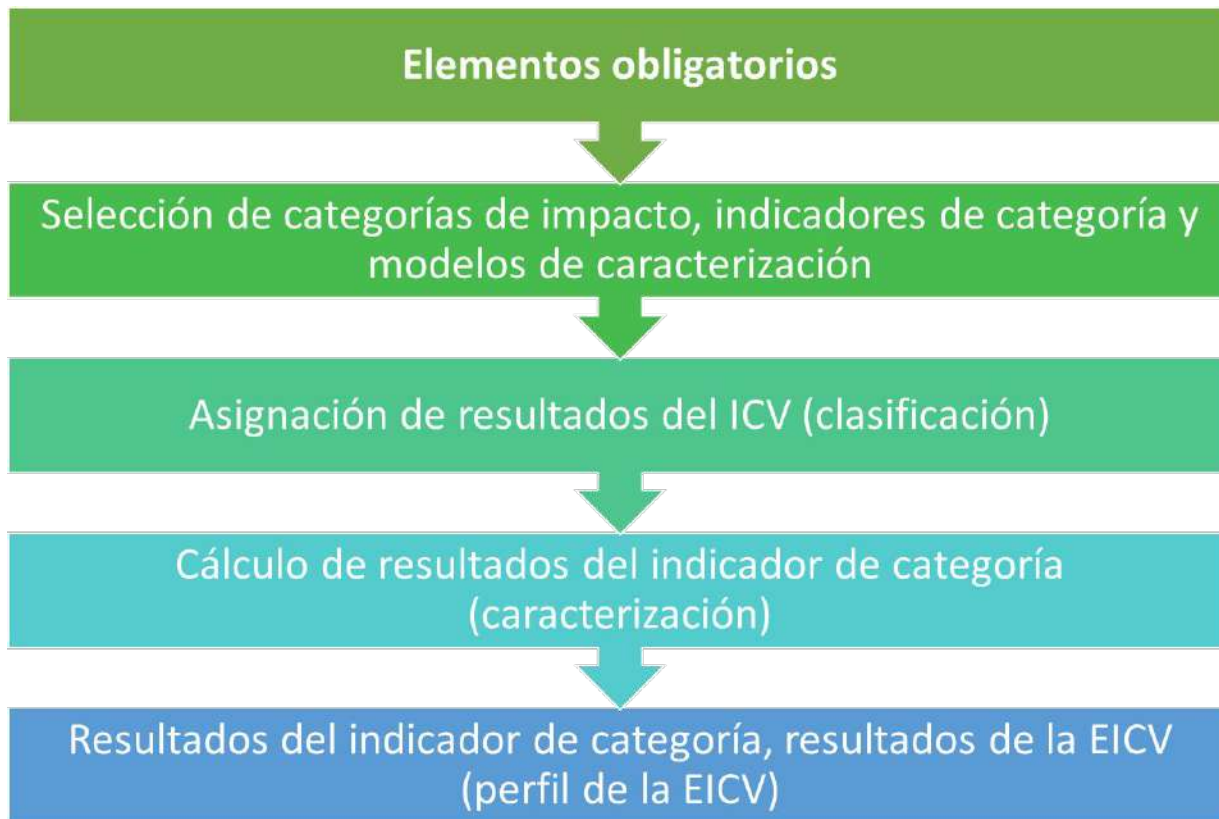 Elementos obligatorios
Selección de categorías de impacto, indicadores de categoría y
modelos de caracterización
Asignación de resultados del ICV (clasificación)
Cálculo de resultados del indicador de categoría
(caracterización)
Resultados del indicador de categoría, resultados de la EICV
(perfil de la EICV)